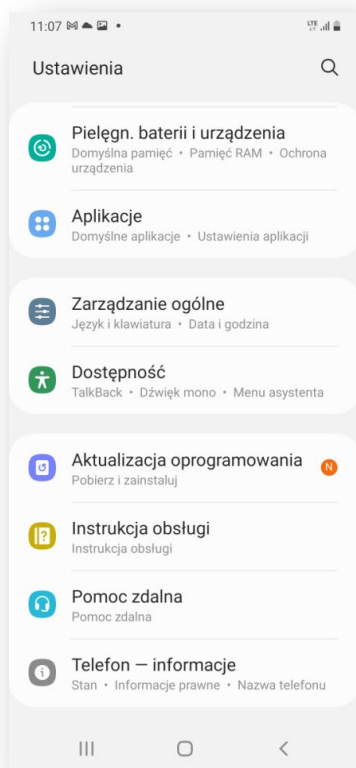 11:07
LTE
Ustawienia
Pielęgn. baterii i urządzenia
Domyślna pamięć • Pamięć RAM • Ochrona
urządzenia
Aplikacje
Domyślne aplikacje • Ustawienia aplikacji
Zarządzanie ogólne
Język i klawiatura • Data i godzina
Dostępność
TalkBack • Dźwięk mono • Menu asystenta
Aktualizacja oprogramowania N
Pobierz i zainstaluj
Instrukcja obsługi
Instrukcja obsługi
Pomoc zdalna
Pomoc zdalna
Telefon — informacje
Stan • Informacje prawne • Nazwa telefonu